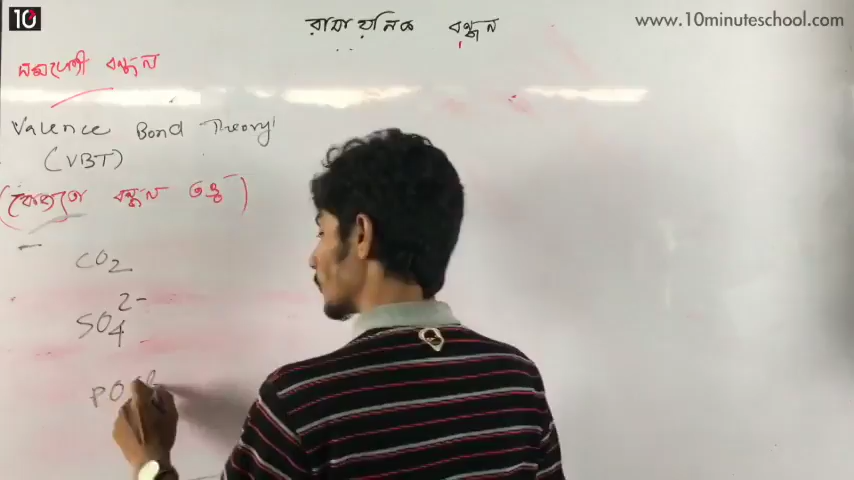 10
রাসায়নিক বন্ধন
www.10minuteschool.com
সমযোজী বন্ধন
Valence Bond Theory
(VBT)
(যোজ্যতা বন্ধন তত্ত্ব)
CO2
SO4 2-
PO